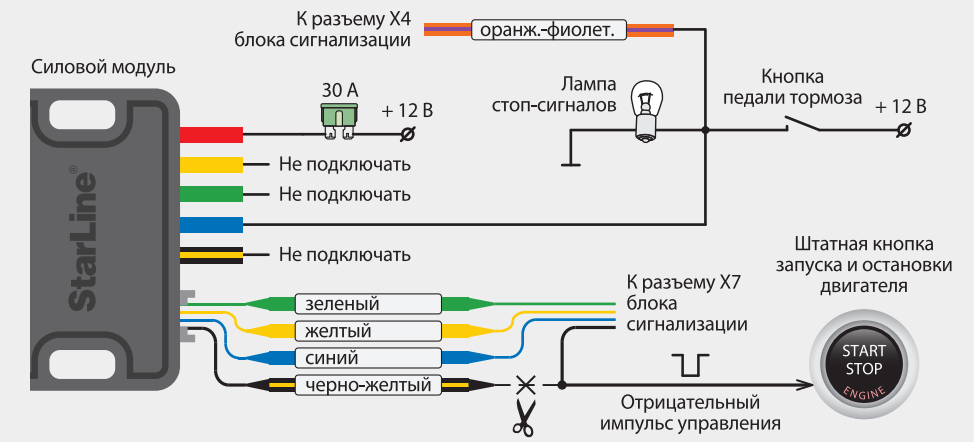 К разъему X4
блока сигнализации
оранж.-фиолет.
Силовой модуль
30 А
+ 12 В
Лампа
стоп-сигналов
Кнопка
педали тормоза
+ 12 В
Не подключать
Не подключать
Не подключать
StarLine®
Штатная кнопка
запуска и остановки
двигателя
К разъему X7
блока
сигнализации
зеленый
желтый
синий
черно-желтый
START
STOP
ENGINE
Отрицательный
импульс управления